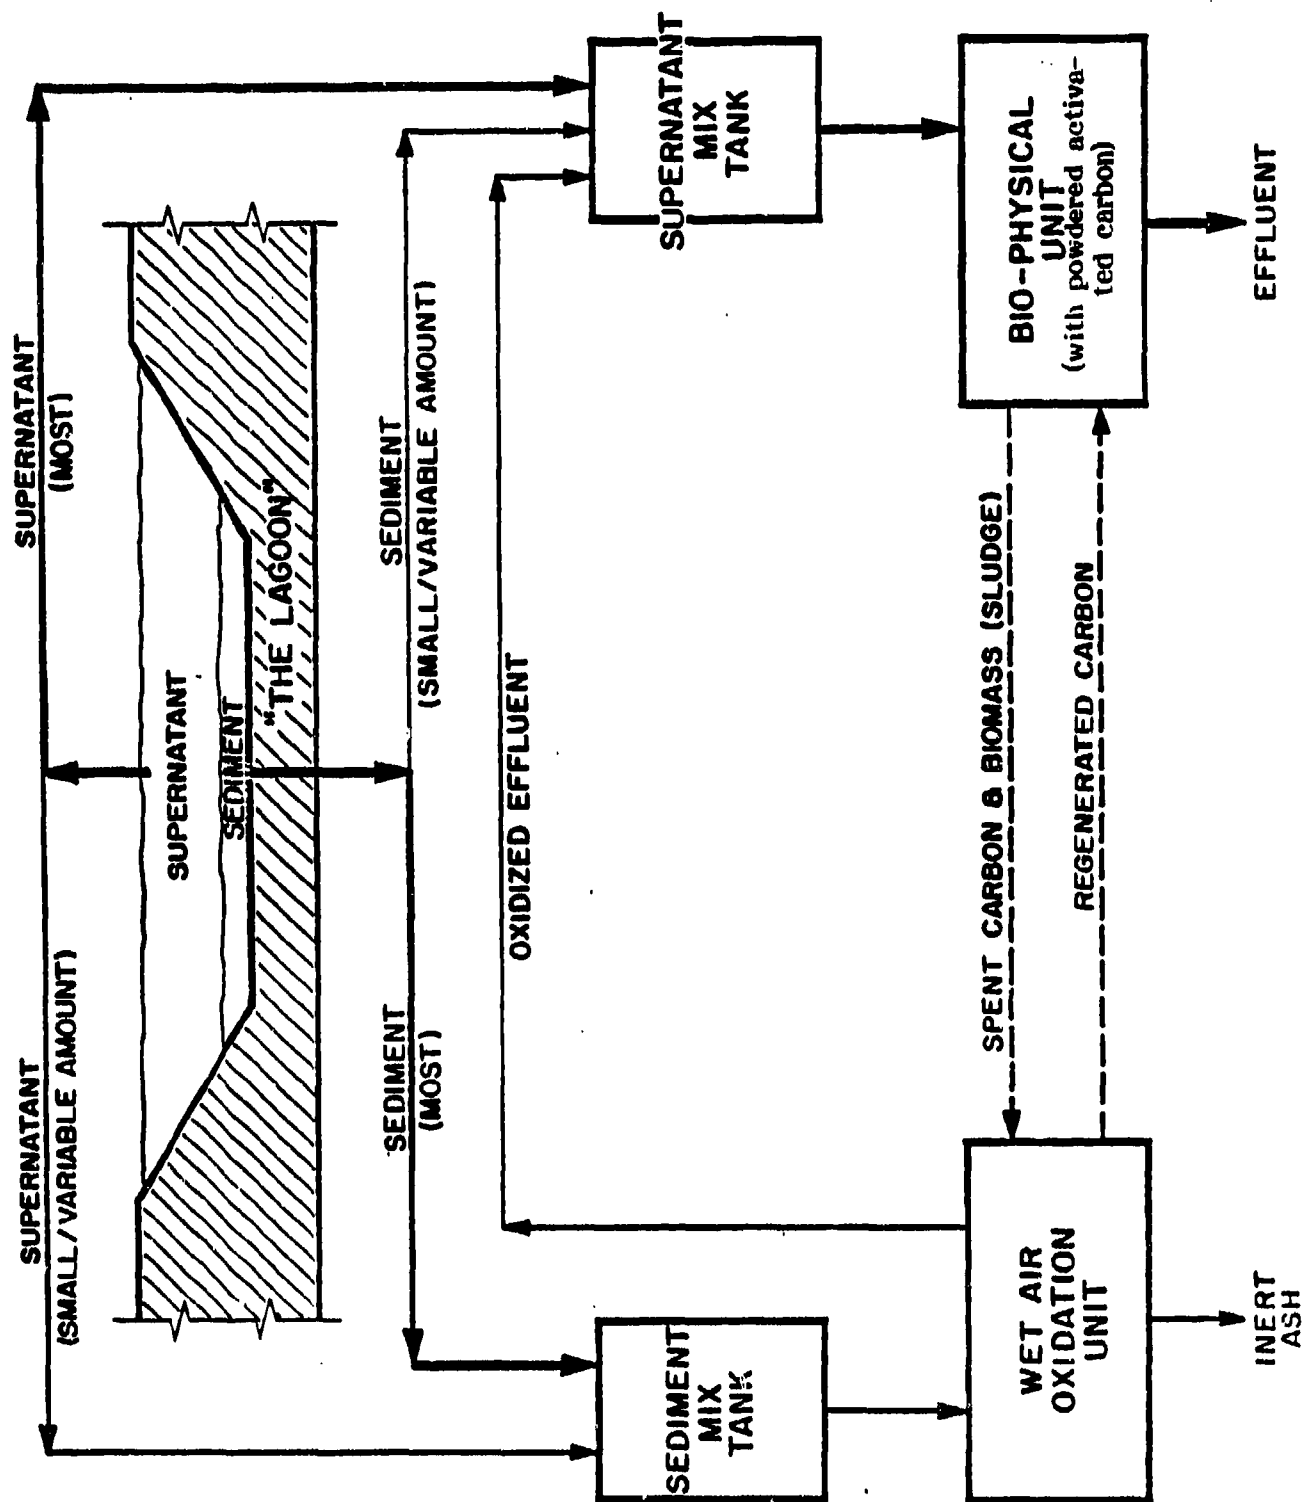 SUPERNATANT
(SMALL/VARIABLE AMOUNT)
SUPERNATANT
(MOST)
SUPERNATANT
SEDIMENT
"THE LAGOON"
SEDIMENT
(MOST)
SEDIMENT
(SMALL/VARIABLE AMOUNT)
OXIDIZED EFFLUENT
SEDIMENT
MIX
TANK
SUPERNATANT
MIX
TANK
WET AIR
OXIDATION
UNIT
SPENT CARBON & BIOMASS (SLUDGE)
REGENERATED CARBON
BIO-PHYSICAL
UNIT
(with powdered activa-
ted carbon)
INERT
ASH
EFFLUENT